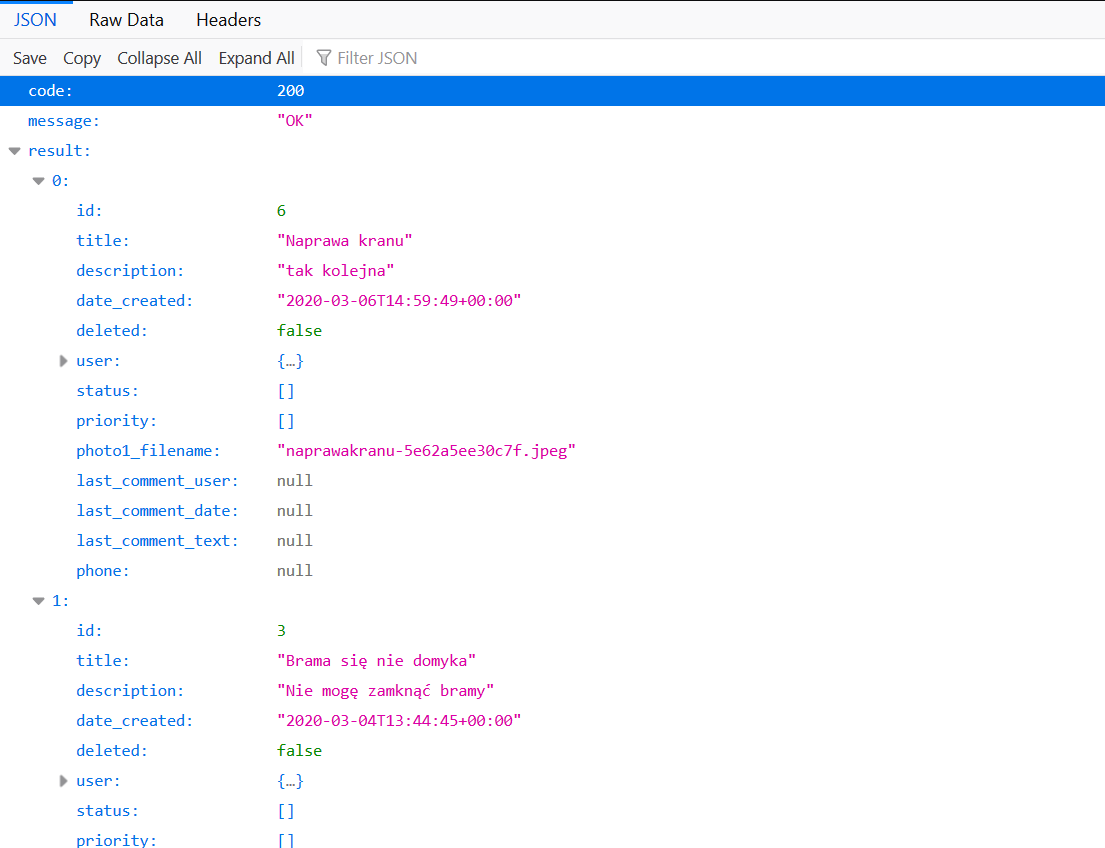 JSON Raw Data Headers
Save Copy Collapse All Expand All Filter JSON
code: 200
message: "OK"
result:
0:
id: 6
title: "Naprawa kranu"
description: "tak kolejna"
date_created: "2020-03-06T14:59:49+00:00"
deleted: false
user: {…}
status: []
priority: []
photo1_filename: "naprawakranu-5e62a5ee30c7f.jpeg"
last_comment_user: null
last_comment_date: null
last_comment_text: null
phone: null
1:
id: 3
title: "Brama się nie domyka"
description: "Nie mogę zamknąć bramy"
date_created: "2020-03-04T13:44:45+00:00"
deleted: false
user: {…}
status: []
priority: []